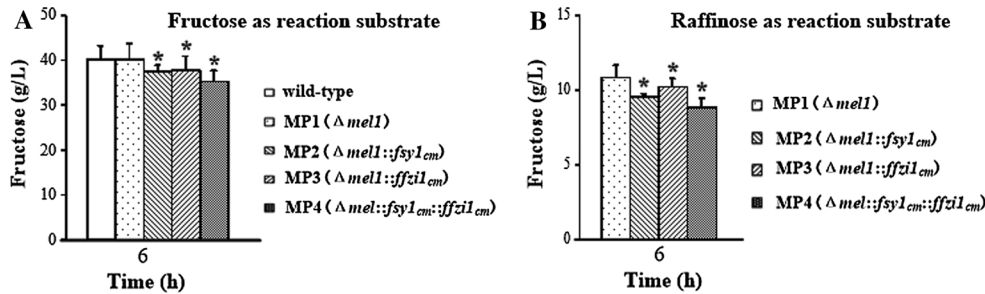 A
Fructose as reaction substrate
Fructose (g/L)
50
40
30
20
10
0
6
Time (h)
wild-type
MP1 (Δmel1)
MP2 (Δmel1::fsy1cm)
MP3 (Δmel1::ffzi1cm)
MP4 (Δmel::fsy1cm::ffzi1cm)
* * *
B
Raffinose as reaction substrate
Fructose (g/L)
15
10
5
0
6
Time (h)
MP1 (Δmel1)
MP2 (Δmel1::fsy1cm)
MP3 (Δmel1::ffzi1cm)
MP4 (Δmel::fsy1cm::ffzi1cm)
* * *